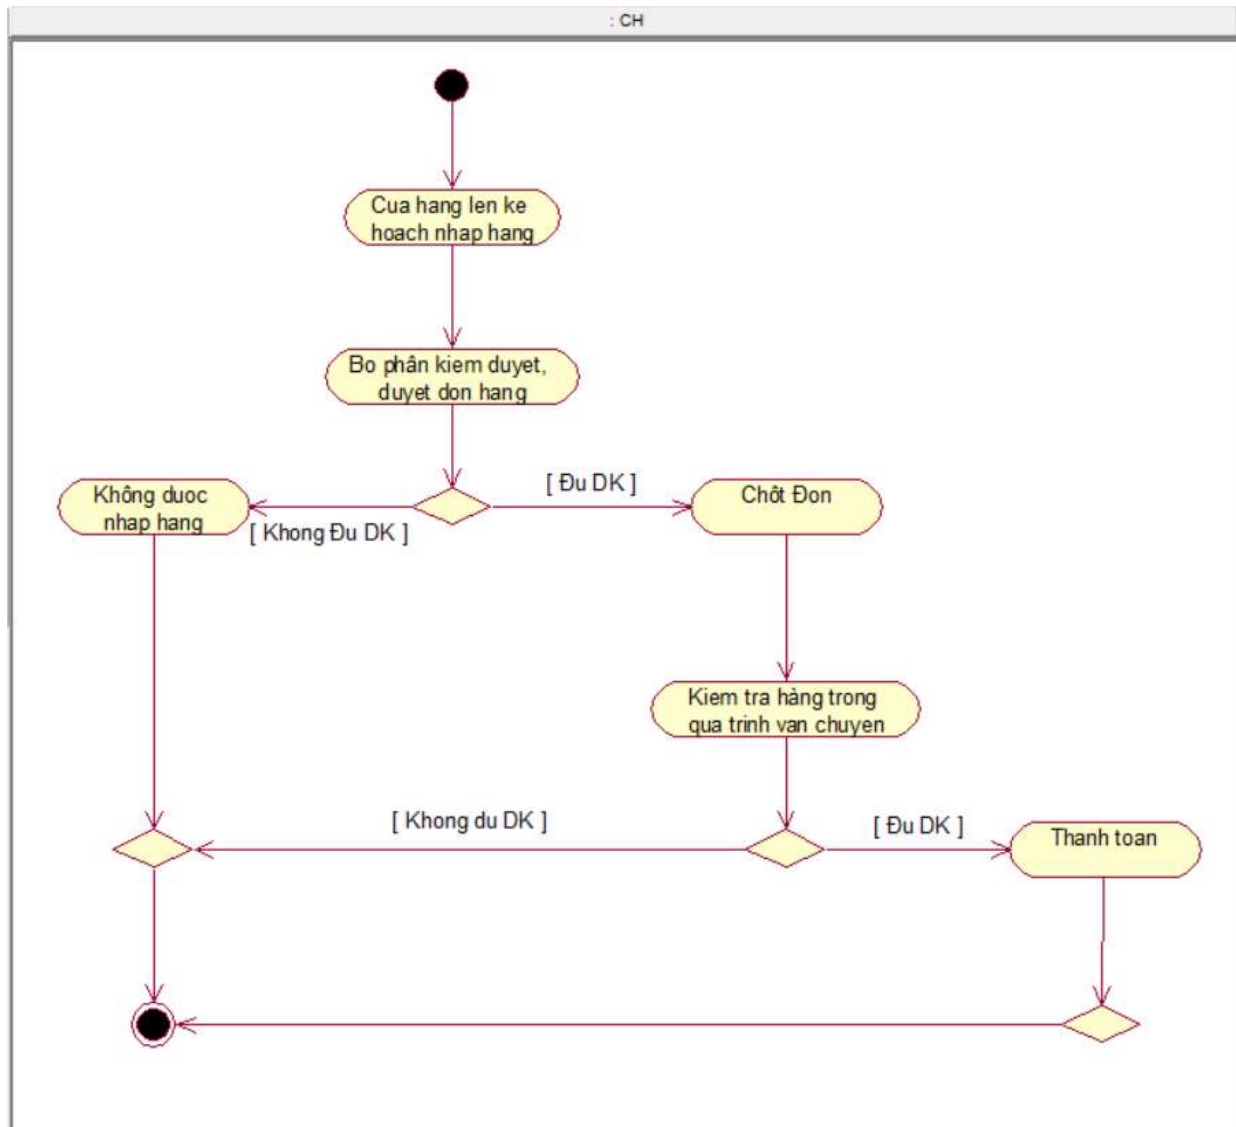 : CH
Cua hang len ke
hoach nhap hang
Bo phân kiem duyet,
duyet don hang
[ Đu DK ]
Không duoc
nhap hang
[ Khong Đu DK ]
Chôt Đon
Kiem tra hàng trong
qua trinh van chuyen
[ Khong du DK ]
[ Đu DK ]
Thanh toan